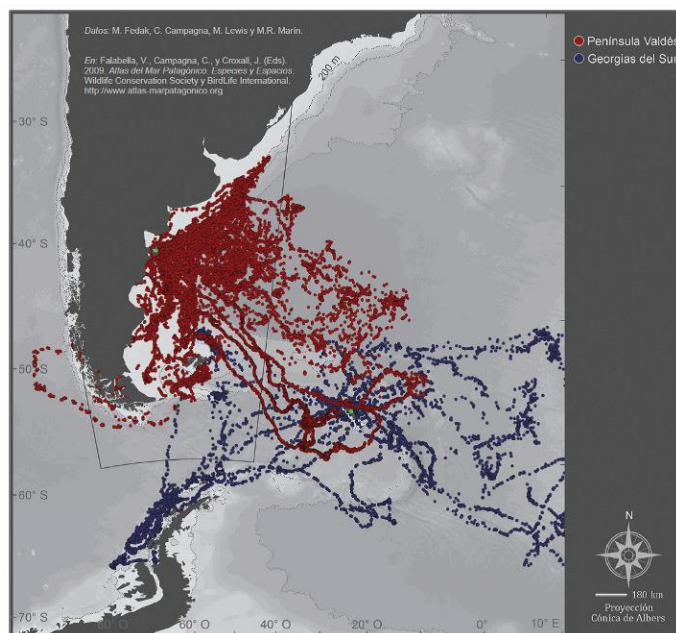 Datos: M. Fedak, C. Campagna, M. Lewis y M.R. Marín.
En: Falabella, V., Campagna, C., y Croxall, J. (Eds).
2009. Atlas del Mar Patagónico. Especies y Espacios.
Wildlife Conservation Society y BirdLife International.
http://www.atlas-marpatagonico.org
Península Valdés
Georgias del Sur
200 m
30° S
40° S
50° S
60° S
70° S
60° O
40° O
20° O
0°
10° E
N
180 km
Proyección
Cónica de Albers